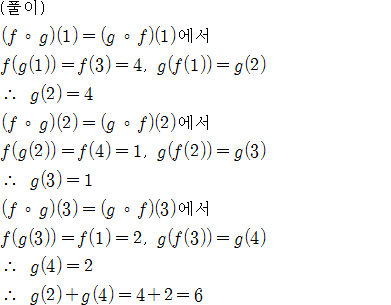 (풀이)
(f ∘ g)(1)=(g ∘ f)(1)에서
f(g(1))=f(3)=4, g(f(1))=g(2)
∴ g(2)=4
(f ∘ g)(2)=(g ∘ f)(2)에서
f(g(2))=f(4)=1, g(f(2))=g(3)
∴ g(3)=1
(f ∘ g)(3)=(g ∘ f)(3)에서
f(g(3))=f(1)=2, g(f(3))=g(4)
∴ g(4)=2
∴ g(2)+g(4)=4+2=6